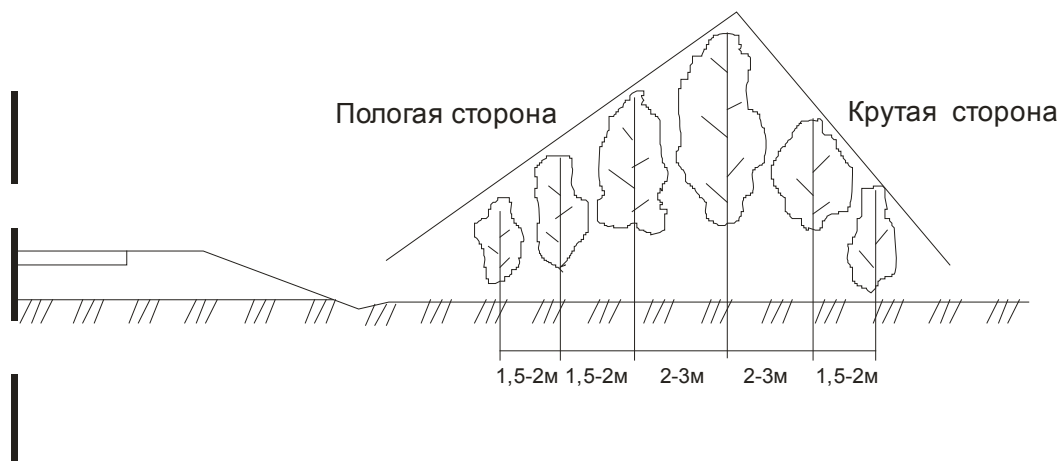 Пологая сторона
Крутая сторона
1,5-2м 1,5-2м 2-3м 2-3м 1,5-2м